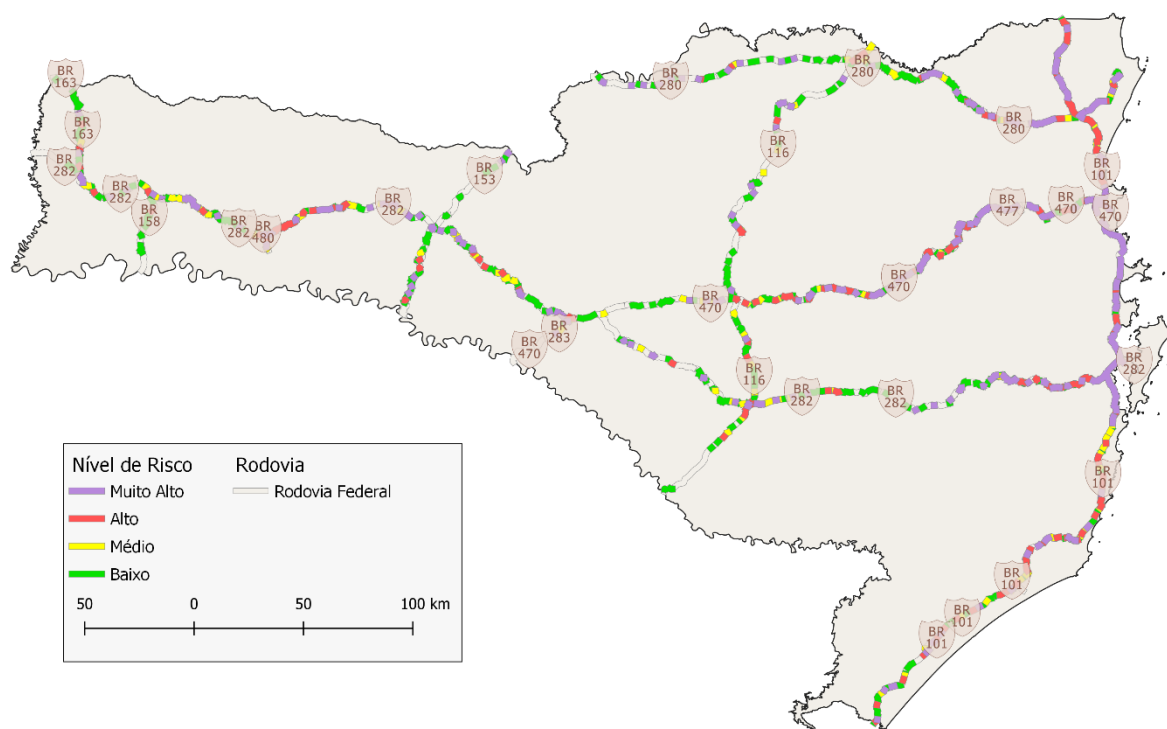 BR
163
BR
163
BR
282
BR
282
BR
158
BR
282
BR
480
BR
282
BR
153
BR
280
BR
280
BR
280
BR
116
BR
101
BR
477
BR
470
BR
470
BR
470
BR
470
BR
283
BR
470
BR
116
BR
282
BR
282
BR
282
BR
101
BR
101
BR
101
BR
101
Nível de Risco
Muito Alto
Alto
Médio
Baixo
Rodovia
Rodovia Federal
50 0 50 100 km